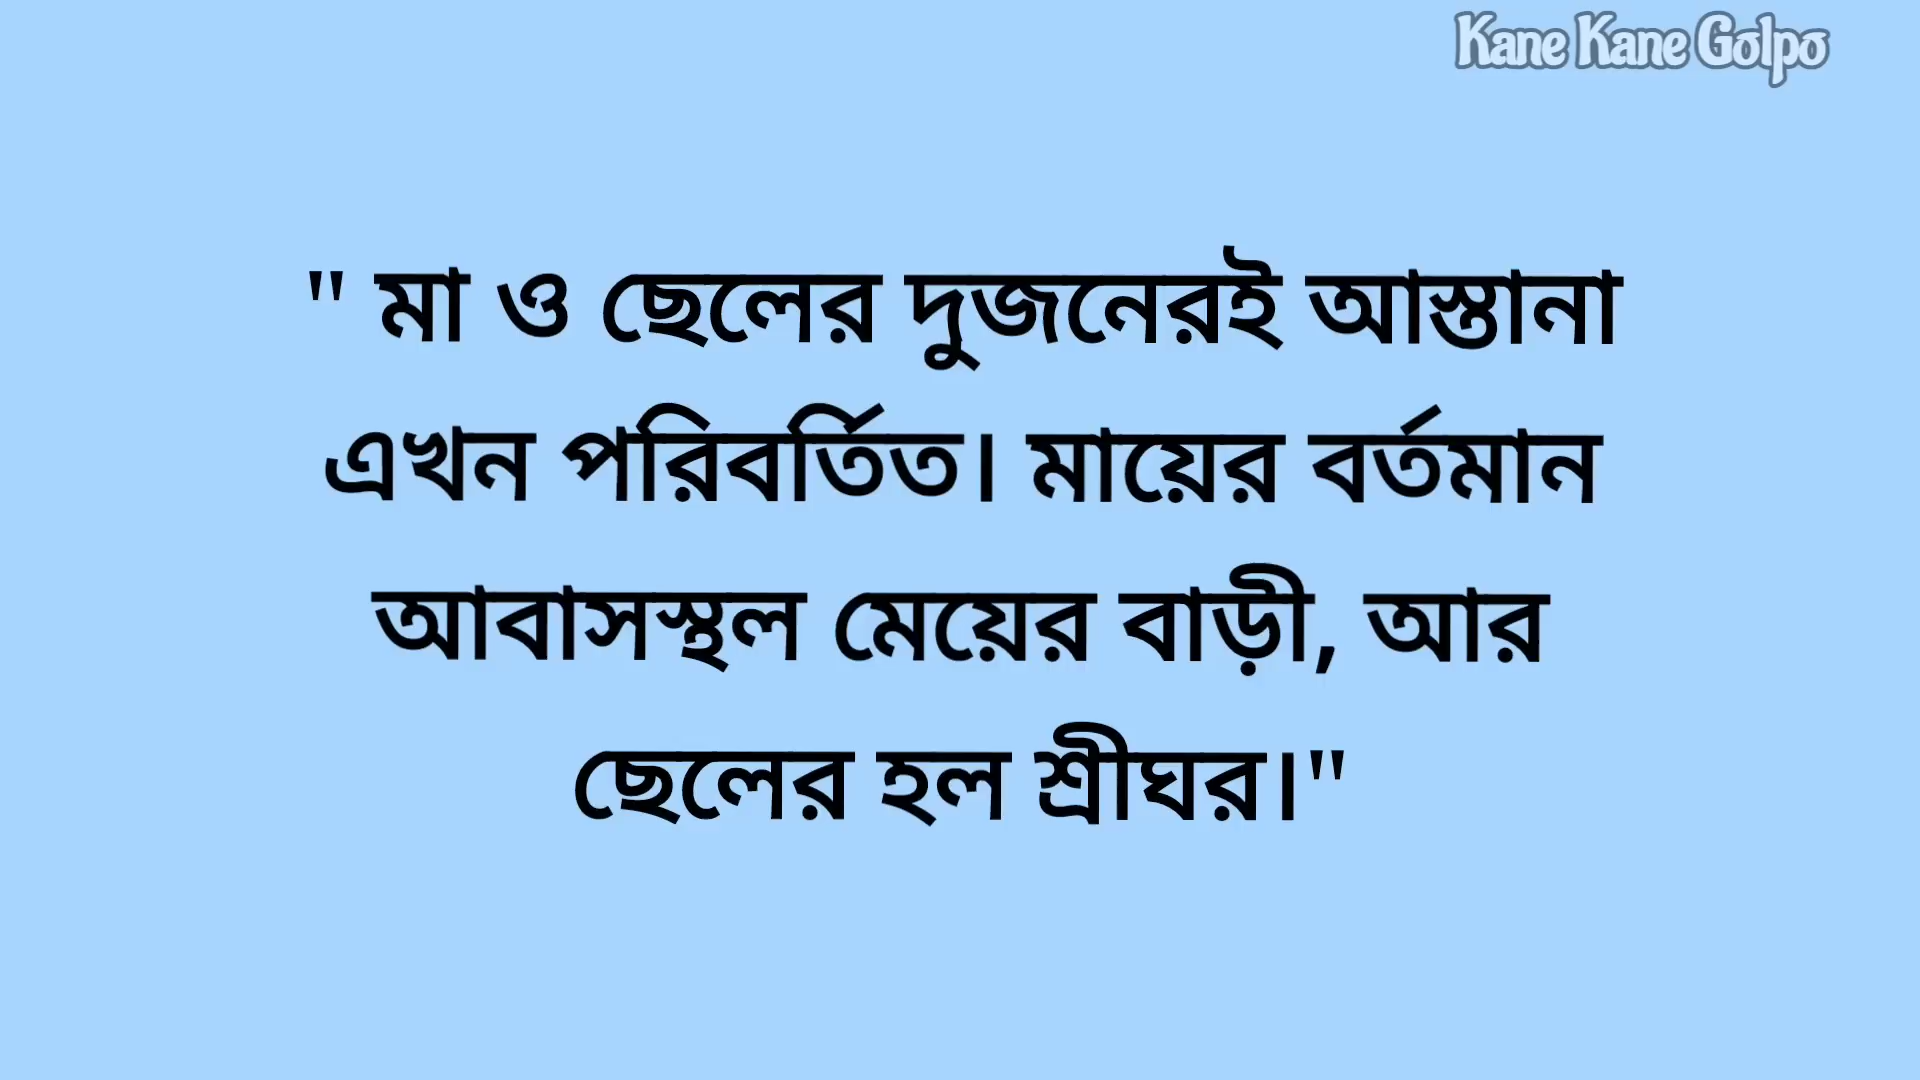 Kane Kane Golpo
" মা ও ছেলের দুজনেরই আস্তানা
এখন পরিবর্তিত। মায়ের বর্তমান
আবাসস্থল মেয়ের বাড়ী, আর
ছেলের হল শ্রীঘর।"